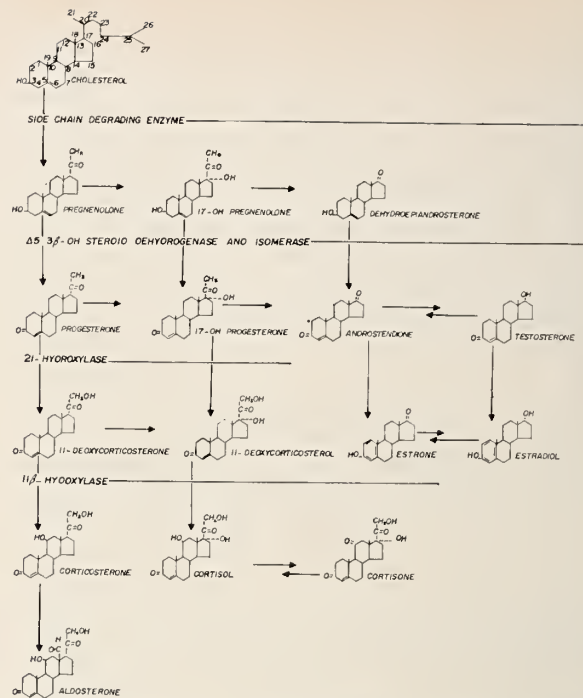 21 22 26
20 23
18 17 24 25
12 13 16 27
11 14 15
19 9
2 1 10 8
HO 3 4 5 6 7 CHOLESTEROL
SIDE CHAIN DEGRADING ENZYME
CH₃ CH₃
C=O C=O O
---OH
HO PREGNENOLONE HO 17-OH PREGNENOLONE HO DEHYDROEPIANDROSTERONE
Δ5 3β-OH STEROID DEHYDROGENASE AND ISOMERASE
CH₃ CH₃
C=O C=O O OH
---OH
O= PROGESTERONE O= 17-OH PROGESTERONE O= ANDROSTENDIONE O= TESTOSTERONE
21-HYDROXYLASE
CH₂OH CH₂OH
C=O C=O O OH
---OH
O= 11-DEOXYCORTICOSTERONE O= 11-DEOXYCORTICOSTEROL HO ESTRONE HO ESTRADIOL
11β-HYDOXYLASE
CH₂OH CH₂OH CH₂OH
C=O C=O C=O
HO HO ---OH O= ---OH
O= CORTICOSTERONE O= CORTISOL O= CORTISONE
CH₂OH
H C=O
O=C
HO
O= ALDOSTERONE